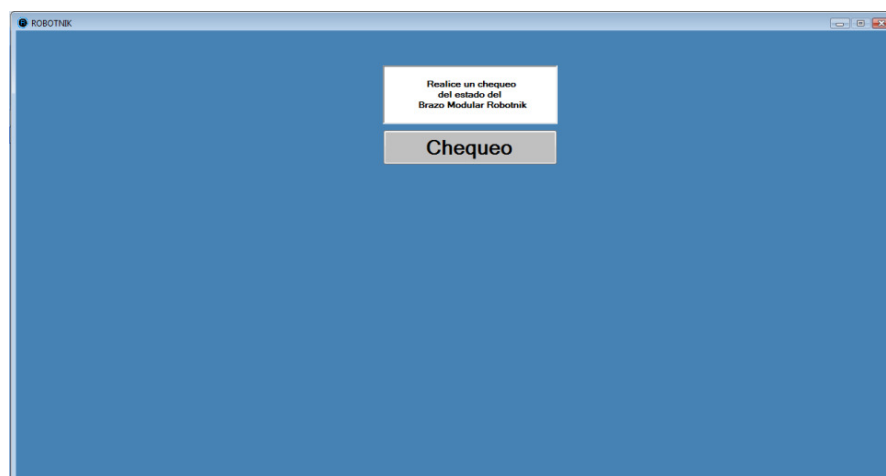 ROBOTNIK
Realice un chequeo
del estado del
Brazo Modular Robotnik
Chequeo